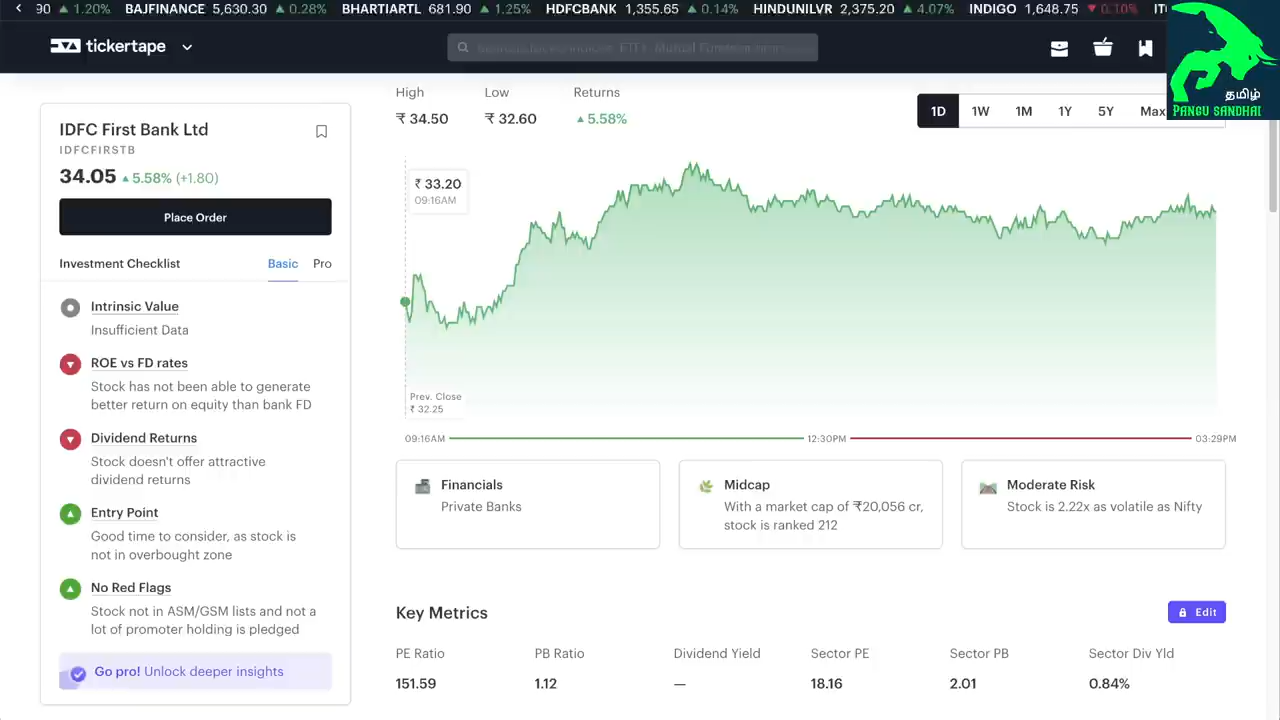 90 ▲ 1.20% BAJFINANCE 5,630.30 ▲ 0.28% BHARTIARTL 681.90 ▲ 1.25% HDFCBANK 1,355.65 ▲ 0.14% HINDUNILVR 2,375.20 ▲ 4.07% INDIGO 1,648.75 ▼ 0.10%
tickertape
தமிழ்
PANGU SANDHAI
High Low Returns
₹ 34.50 ₹ 32.60 ▲ 5.58%
1D 1W 1M 1Y 5Y Max
IDFC First Bank Ltd
IDFCFIRSTB
34.05 ▲ 5.58% (+1.80)
Place Order
Investment Checklist Basic Pro
Intrinsic Value
Insufficient Data
ROE vs FD rates
Stock has not been able to generate
better return on equity than bank FD
Dividend Returns
Stock doesn't offer attractive
dividend returns
Entry Point
Good time to consider, as stock is
not in overbought zone
No Red Flags
Stock not in ASM/GSM lists and not a
lot of promoter holding is pledged
Go pro! Unlock deeper insights
₹ 33.20
09:16AM
Prev. Close
₹ 32.25
09:16AM 12:30PM 03:29PM
Financials
Private Banks
Midcap
With a market cap of ₹20,056 cr,
stock is ranked 212
Moderate Risk
Stock is 2.22x as volatile as Nifty
Key Metrics
Edit
PE Ratio PB Ratio Dividend Yield Sector PE Sector PB Sector Div Yld
151.59 1.12 — 18.16 2.01 0.84%